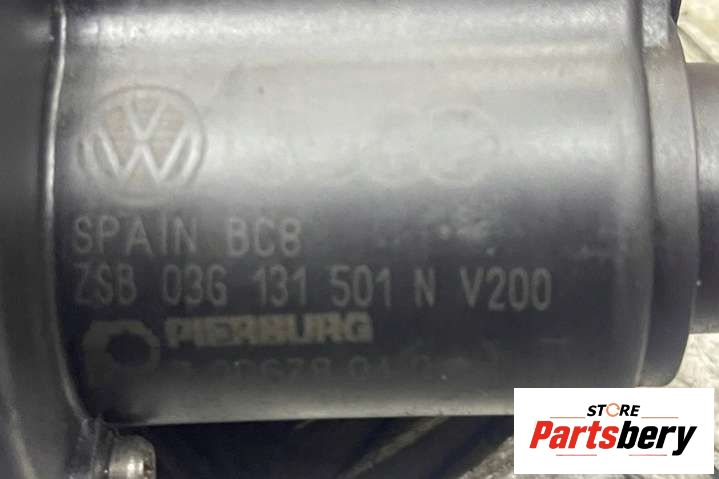 SPAIN BC8
ZSB 03G 131 501 N V200
PIERBURG
STORE
Partsbery